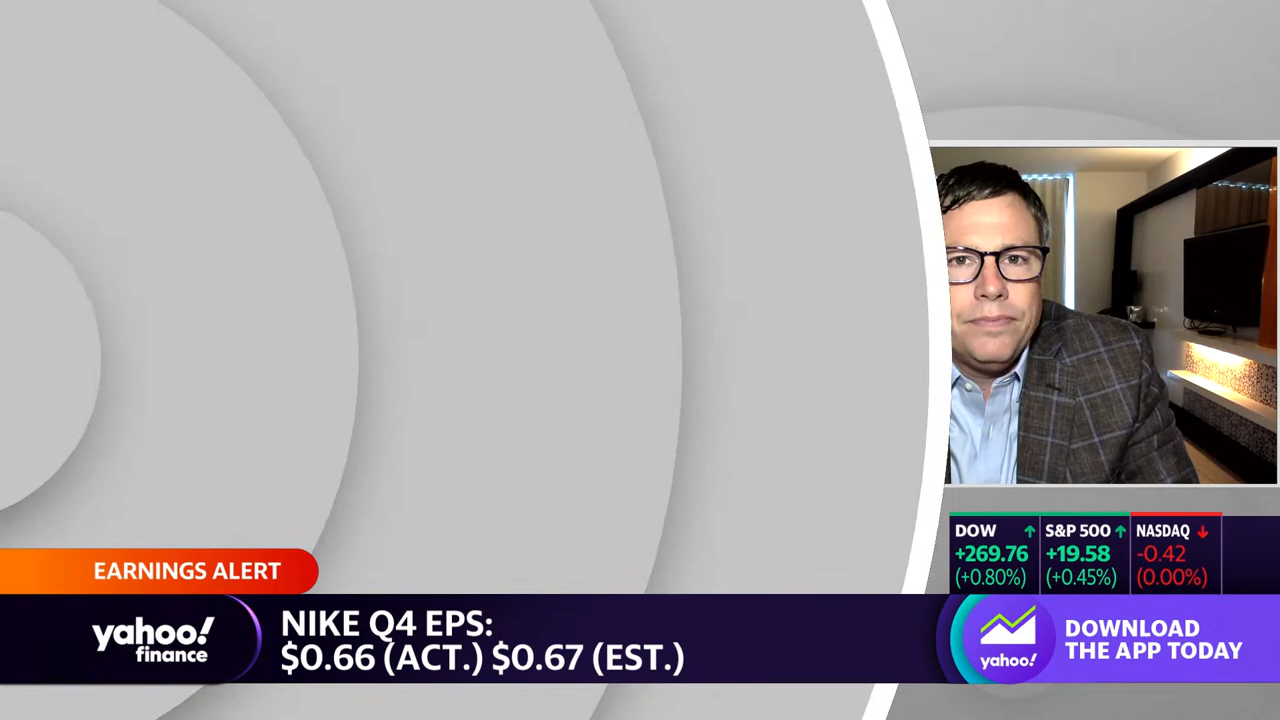 DOW
+269.76
(+0.80%)
S&P 500
+19.58
(+0.45%)
NASDAQ
-0.42
(0.00%)
EARNINGS ALERT
yahoo!
finance
NIKE Q4 EPS:
$0.66 (ACT.) $0.67 (EST.)
yahoo!
DOWNLOAD
THE APP TODAY